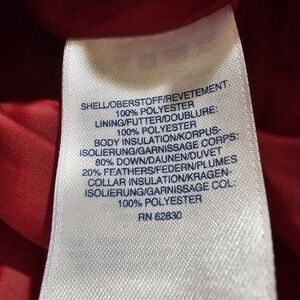 SHELL/OBERSTOFF/REVETEMENT:
100% POLYESTER
LINING/FUTTER/DOUBLURE:
100% POLYESTER
BODY INSULATION/KORPUS-
ISOLIERUNG/GARNISSAGE CORPS:
80% DOWN/DAUNEN/DUVET
20% FEATHERS/FEDERN/PLUMES
COLLAR INSULATION/KRAGEN-
ISOLIERUNG/GARNISSAGE COL:
100% POLYESTER
RN 62830